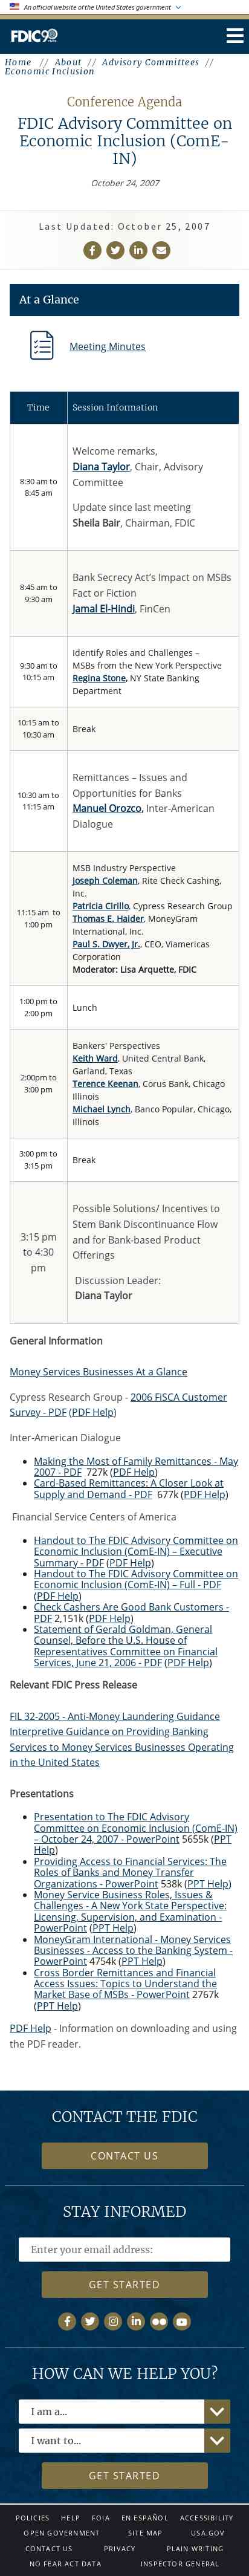 An official website of the United States government
FDIC 90
Home // About // Advisory Committees //
Economic Inclusion
Conference Agenda
FDIC Advisory Committee on
Economic Inclusion (ComE-
IN)
October 24, 2007
Last Updated: October 25, 2007
At a Glance
Meeting Minutes
Time Session Information
8:30 am to
8:45 am
Welcome remarks,
Diana Taylor, Chair, Advisory
Committee
Update since last meeting
Sheila Bair, Chairman, FDIC
8:45 am to
9:30 am
Bank Secrecy Act's Impact on MSBs
Fact or Fiction
Jamal El-Hindi, FinCen
9:30 am to
10:15 am
Identify Roles and Challenges –
MSBs from the New York Perspective
Regina Stone, NY State Banking
Department
10:15 am to
10:30 am
Break
10:30 am to
11:15 am
Remittances – Issues and
Opportunities for Banks
Manuel Orozco, Inter-American
Dialogue
11:15 am to
1:00 pm
MSB Industry Perspective
Joseph Coleman, Rite Check Cashing,
Inc.
Patricia Cirillo, Cypress Research Group
Thomas E. Haider, MoneyGram
International, Inc.
Paul S. Dwyer, Jr., CEO, Viamericas
Corporation
Moderator: Lisa Arquette, FDIC
1:00 pm to
2:00 pm
Lunch
2:00pm to
3:00 pm
Bankers' Perspectives
Keith Ward, United Central Bank,
Garland, Texas
Terence Keenan, Corus Bank, Chicago
Illinois
Michael Lynch, Banco Popular, Chicago,
Illinois
3:00 pm to
3:15 pm
Break
3:15 pm
to 4:30
pm
Possible Solutions/ Incentives to
Stem Bank Discontinuance Flow
and for Bank-based Product
Offerings
Discussion Leader:
Diana Taylor
General Information
Money Services Businesses At a Glance
Cypress Research Group - 2006 FiSCA Customer
Survey - PDF (PDF Help)
Inter-American Dialogue
Making the Most of Family Remittances - May
2007 - PDF 727k (PDF Help)
Card-Based Remittances: A Closer Look at
Supply and Demand - PDF 677k (PDF Help)
Financial Service Centers of America
Handout to The FDIC Advisory Committee on
Economic Inclusion (ComE-IN) – Executive
Summary - PDF (PDF Help)
Handout to The FDIC Advisory Committee on
Economic Inclusion (ComE-IN) – Full - PDF
(PDF Help)
Check Cashers Are Good Bank Customers -
PDF 2,151k (PDF Help)
Statement of Gerald Goldman, General
Counsel, Before the U.S. House of
Representatives Committee on Financial
Services, June 21, 2006 - PDF (PDF Help)
Relevant FDIC Press Release
FIL 32-2005 - Anti-Money Laundering Guidance
Interpretive Guidance on Providing Banking
Services to Money Services Businesses Operating
in the United States
Presentations
Presentation to The FDIC Advisory
Committee on Economic Inclusion (ComE-IN)
– October 24, 2007 - PowerPoint 5655k (PPT
Help)
Providing Access to Financial Services: The
Roles of Banks and Money Transfer
Organizations - PowerPoint 538k (PPT Help)
Money Service Business Roles, Issues &
Challenges - A New York State Perspective:
Licensing, Supervision, and Examination -
PowerPoint (PPT Help)
MoneyGram International - Money Services
Businesses - Access to the Banking System -
PowerPoint 4754k (PPT Help)
Cross Border Remittances and Financial
Access Issues: Topics to Understand the
Market Base of MSBs - PowerPoint 2767k
(PPT Help)
PDF Help - Information on downloading and using
the PDF reader.
CONTACT THE FDIC
CONTACT US
STAY INFORMED
Enter your email address:
GET STARTED
HOW CAN WE HELP YOU?
I am a...
I want to...
GET STARTED
POLICIES HELP FOIA EN ESPAÑOL ACCESSIBILITY
OPEN GOVERNMENT SITE MAP USA.GOV
CONTACT US PRIVACY PLAIN WRITING
NO FEAR ACT DATA INSPECTOR GENERAL